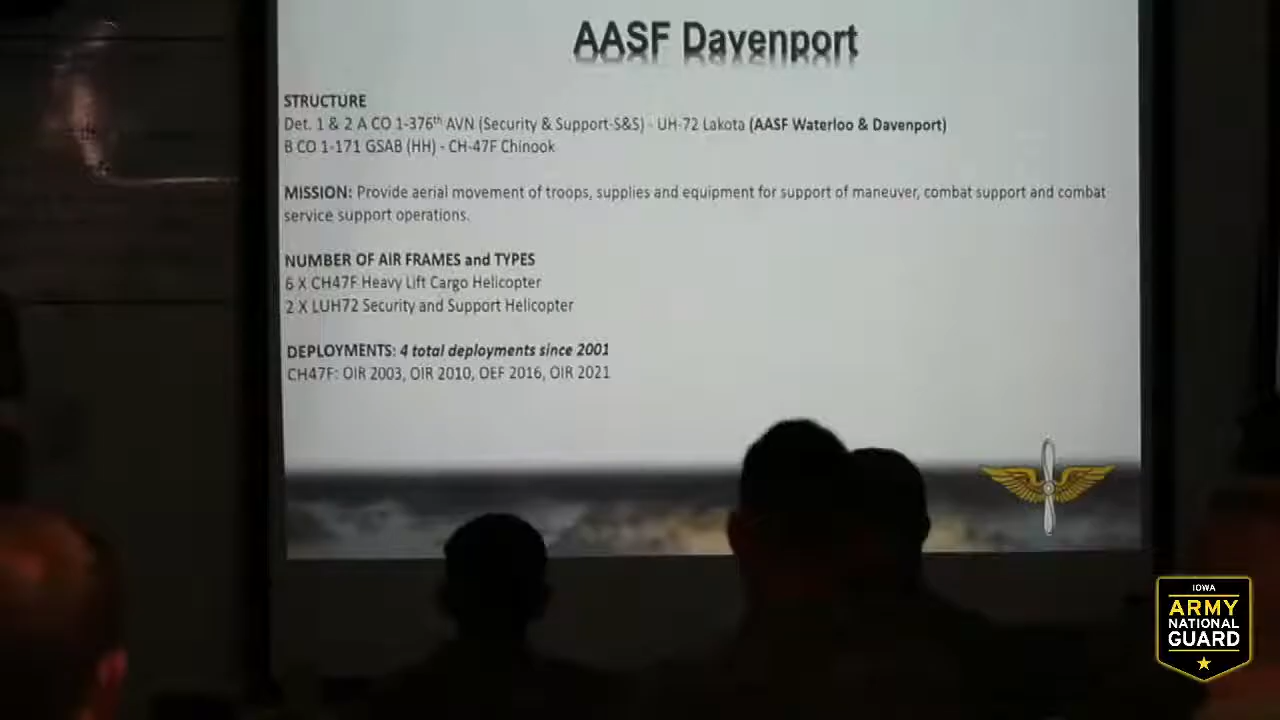 AASF Davenport
STRUCTURE
Det. 1 & 2 A CO 1-376th AVN (Security & Support-S&S) - UH-72 Lakota (AASF Waterloo & Davenport)
B CO 1-171 GSAB (HH) - CH-47F Chinook
MISSION: Provide aerial movement of troops, supplies and equipment for support of maneuver, combat support and combat
service support operations.
NUMBER OF AIR FRAMES and TYPES
6 X CH47F Heavy Lift Cargo Helicopter
2 X LUH72 Security and Support Helicopter
DEPLOYMENTS: 4 total deployments since 2001
CH47F: OIR 2003, OIR 2010, OEF 2016, OIR 2021
IOWA
ARMY
NATIONAL
GUARD